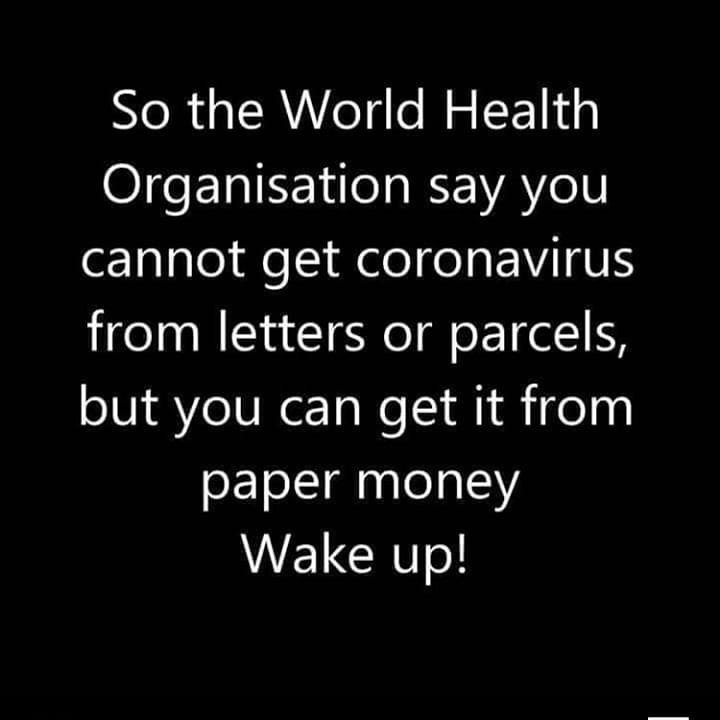 So the World Health
Organisation say you
cannot get coronavirus
from letters or parcels,
but you can get it from
paper money
Wake up!